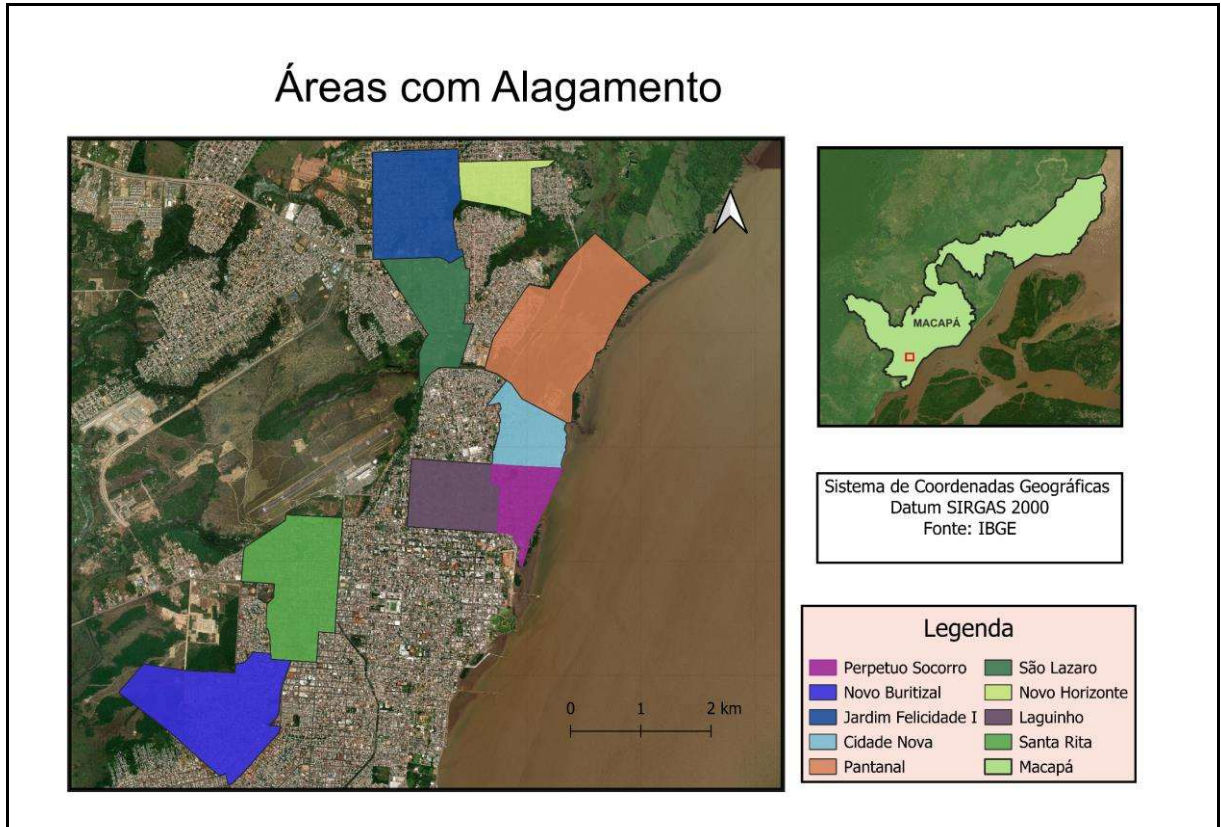 Áreas com Alagamento
MACAPÁ
Sistema de Coordenadas Geográficas
Datum SIRGAS 2000
Fonte: IBGE
0 1 2 km
Legenda
Perpetuo Socorro
Novo Buritizal
Jardim Felicidade I
Cidade Nova
Pantanal
São Lazaro
Novo Horizonte
Laguinho
Santa Rita
Macapá